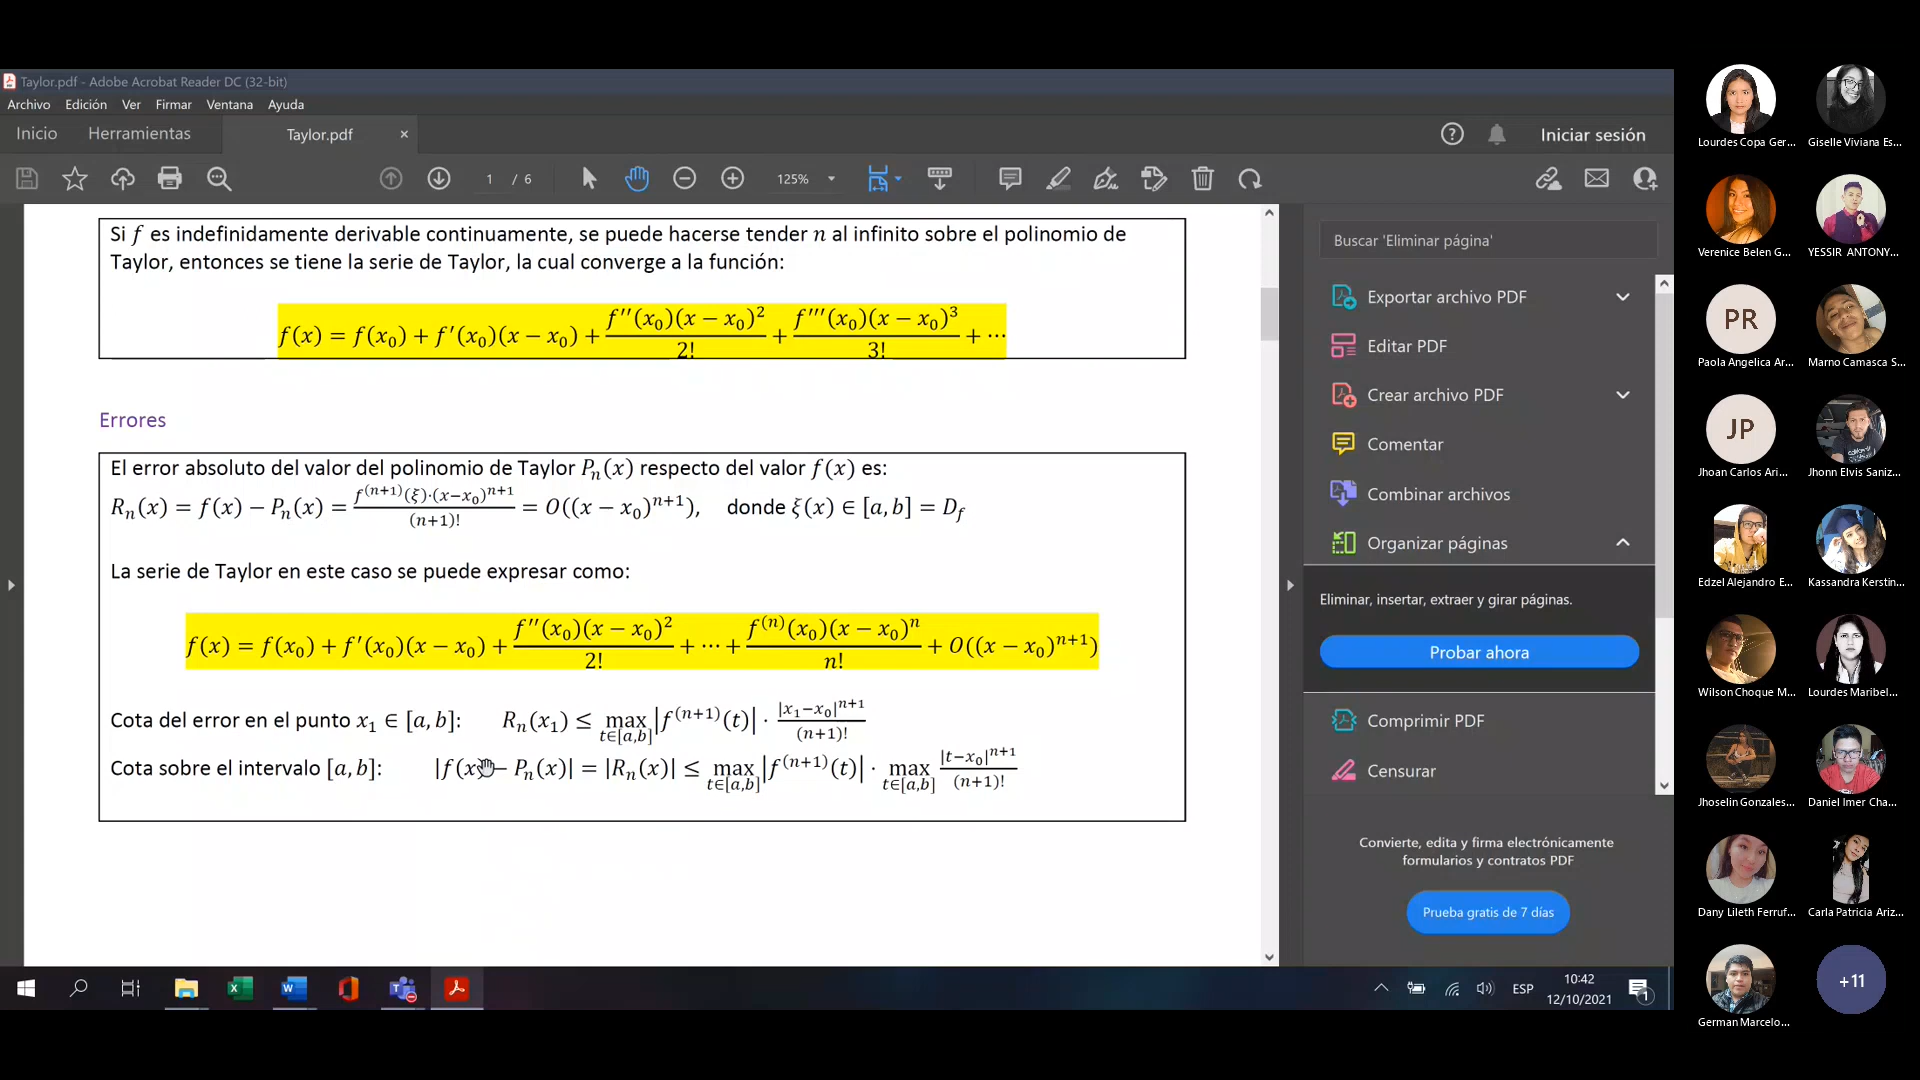 Taylor.pdf - Adobe Acrobat Reader DC (32-bit)
Archivo Edición Ver Firmar Ventana Ayuda
Inicio Herramientas Taylor.pdf × Iniciar sesión
1 / 6 125%
Si f es indefinidamente derivable continuamente, se puede hacerse tender n al infinito sobre el polinomio de
Taylor, entonces se tiene la serie de Taylor, la cual converge a la función:
f(x) = f(x₀) + f′(x₀)(x − x₀) + f′′(x₀)(x − x₀)²/2! + f′′′(x₀)(x − x₀)³/3! + ⋯
Errores
El error absoluto del valor del polinomio de Taylor Pₙ(x) respecto del valor f(x) es:
Rₙ(x) = f(x) − Pₙ(x) = f⁽ⁿ⁺¹⁾(ξ)·(x−x₀)ⁿ⁺¹/(n+1)! = O((x − x₀)ⁿ⁺¹), donde ξ(x) ∈ [a, b] = D_f
La serie de Taylor en este caso se puede expresar como:
f(x) = f(x₀) + f′(x₀)(x − x₀) + f′′(x₀)(x − x₀)²/2! + ⋯ + f⁽ⁿ⁾(x₀)(x − x₀)ⁿ/n! + O((x − x₀)ⁿ⁺¹)
Cota del error en el punto x₁ ∈ [a, b]: Rₙ(x₁) ≤ max t∈[a,b] |f⁽ⁿ⁺¹⁾(t)| · |x₁−x₀|ⁿ⁺¹/(n+1)!
Cota sobre el intervalo [a, b]: |f(x) − Pₙ(x)| = |Rₙ(x)| ≤ max t∈[a,b] |f⁽ⁿ⁺¹⁾(t)| · max t∈[a,b] |t−x₀|ⁿ⁺¹/(n+1)!
Buscar 'Eliminar página'
Exportar archivo PDF
Editar PDF
Crear archivo PDF
Comentar
Combinar archivos
Organizar páginas
Eliminar, insertar, extraer y girar páginas.
Probar ahora
Comprimir PDF
Censurar
Convierte, edita y firma electrónicamente
formularios y contratos PDF
Prueba gratis de 7 días
ESP
10:42
12/10/2021
1
Lourdes Copa Ger... Giselle Viviana Es...
Verenice Belen G... YESSIR ANTONY...
PR
Paola Angelica Ar... Marno Camasca S...
JP
Jhoan Carlos Ari... Jhonn Elvis Saniz...
Edzel Alejandro E... Kassandra Kerstin...
Wilson Choque M... Lourdes Maribel...
Jhoselin Gonzales... Daniel Imer Cha...
Dany Lileth Ferruf... Carla Patricia Ariz...
+11
German Marcelo...